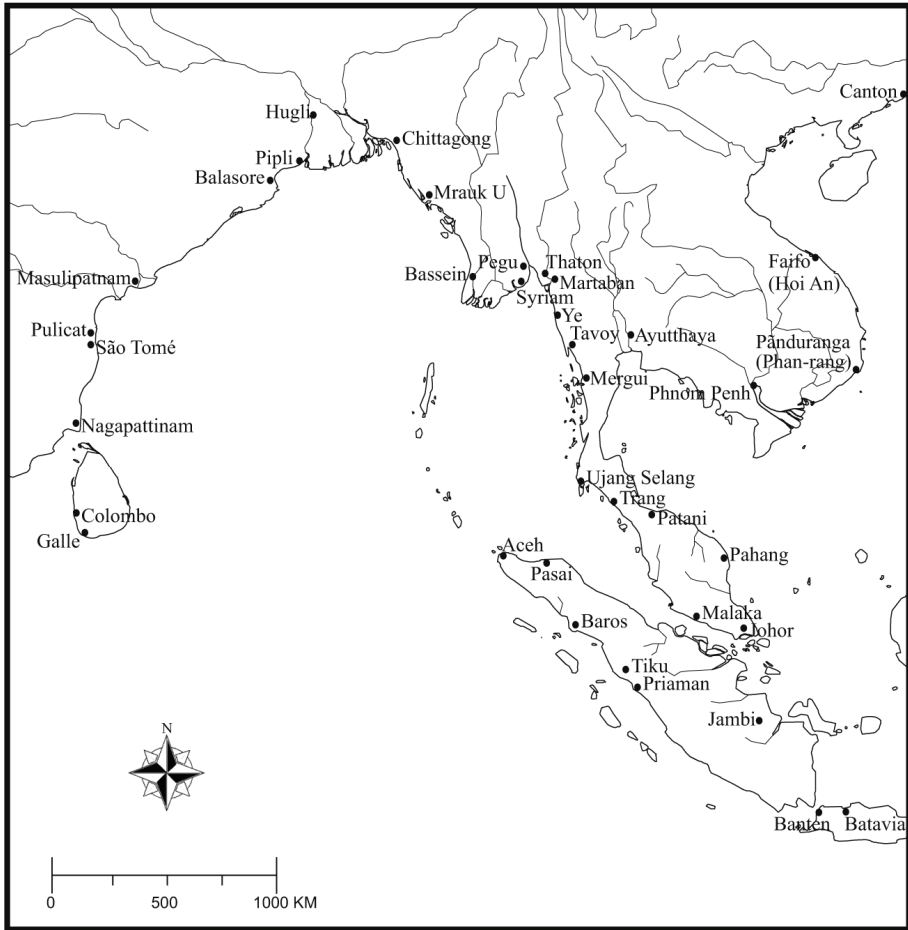 Canton
Hugli
Chittagong
Pipli
Balasore
Mrauk U
Faifo
(Hoi An)
Pegu
Thaton
Bassein
Martaban
Masulipatnam
Syriam
Ye
Pulicat
Tavoy
Ayutthaya
São Tomé
Pãnduranga
(Phan-rang)
Mergui
Phnom Penh
Nagapattinam
Ujang Selang
Trang
Colombo
Patani
Galle
Aceh
Pahang
Pasai
Malaka
Baros
Johor
Tiku
Priaman
Jambi
N
Banten
Batavia
0
500
1000 KM